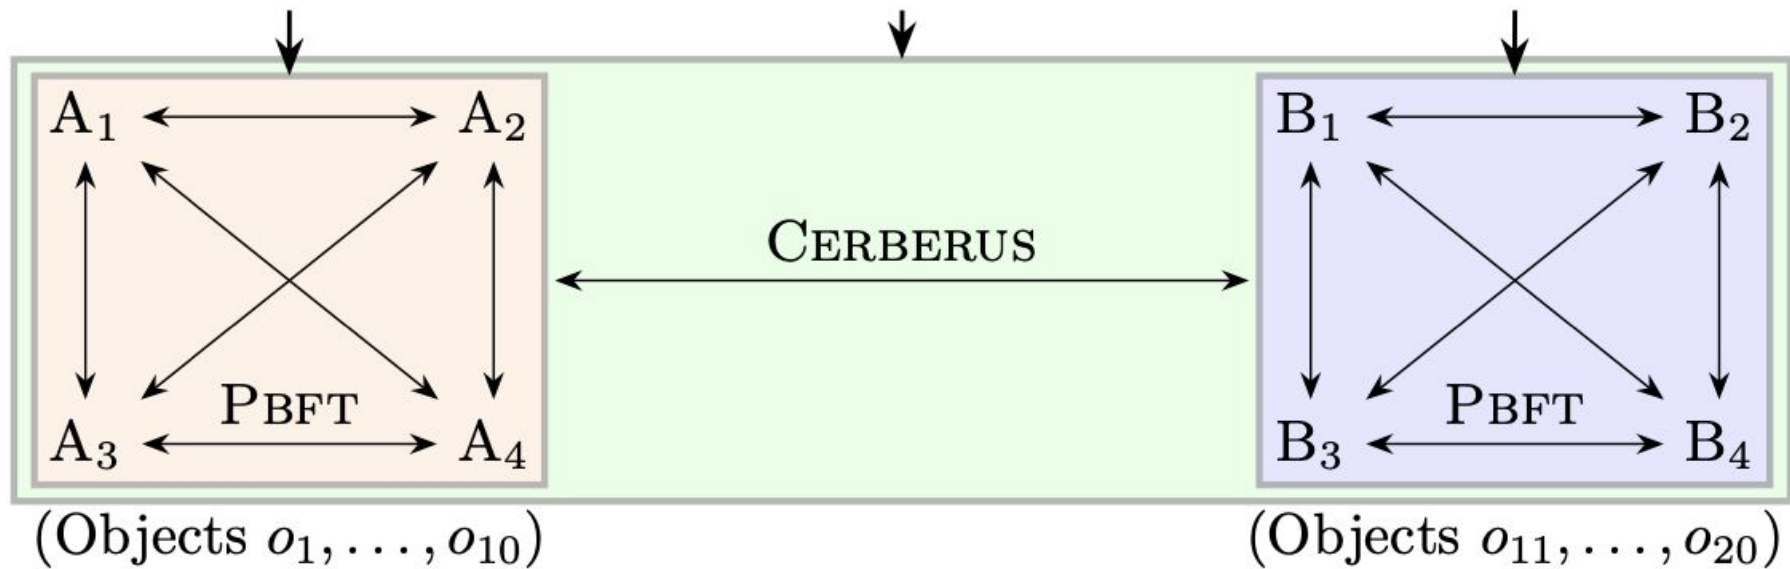 A₁ A₂ B₁ B₂
CERBERUS
PBFT PBFT
A₃ A₄ B₃ B₄
(Objects o₁, . . . , o₁₀) (Objects o₁₁, . . . , o₂₀)